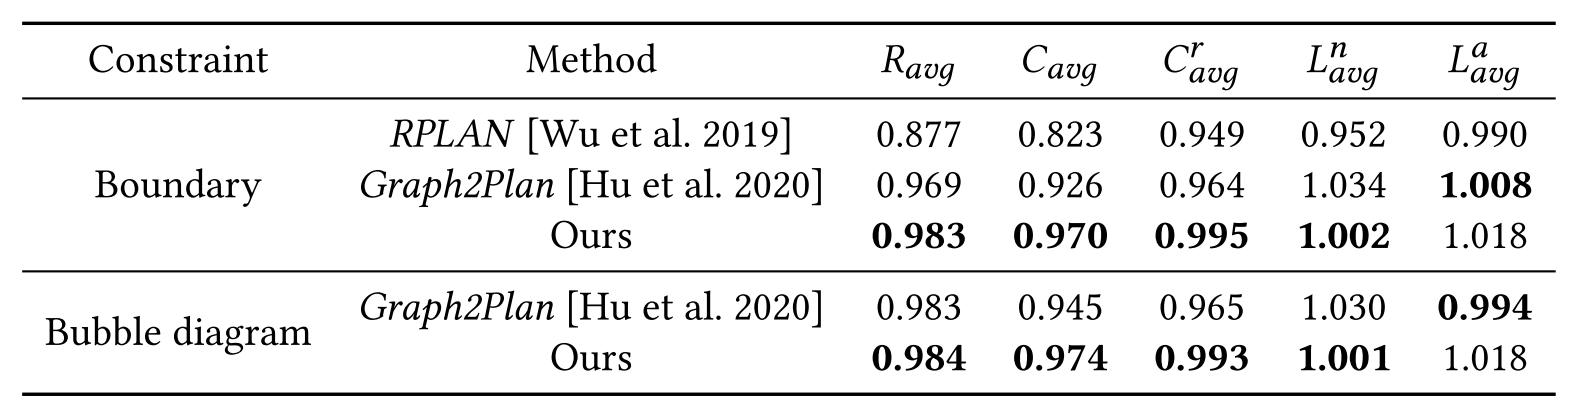 Constraint Method R_avg C_avg C^r_avg L^n_avg L^a_avg
RPLAN [Wu et al. 2019] 0.877 0.823 0.949 0.952 0.990
Boundary Graph2Plan [Hu et al. 2020] 0.969 0.926 0.964 1.034 1.008
Ours 0.983 0.970 0.995 1.002 1.018
Graph2Plan [Hu et al. 2020] 0.983 0.945 0.965 1.030 0.994
Bubble diagram
Ours 0.984 0.974 0.993 1.001 1.018